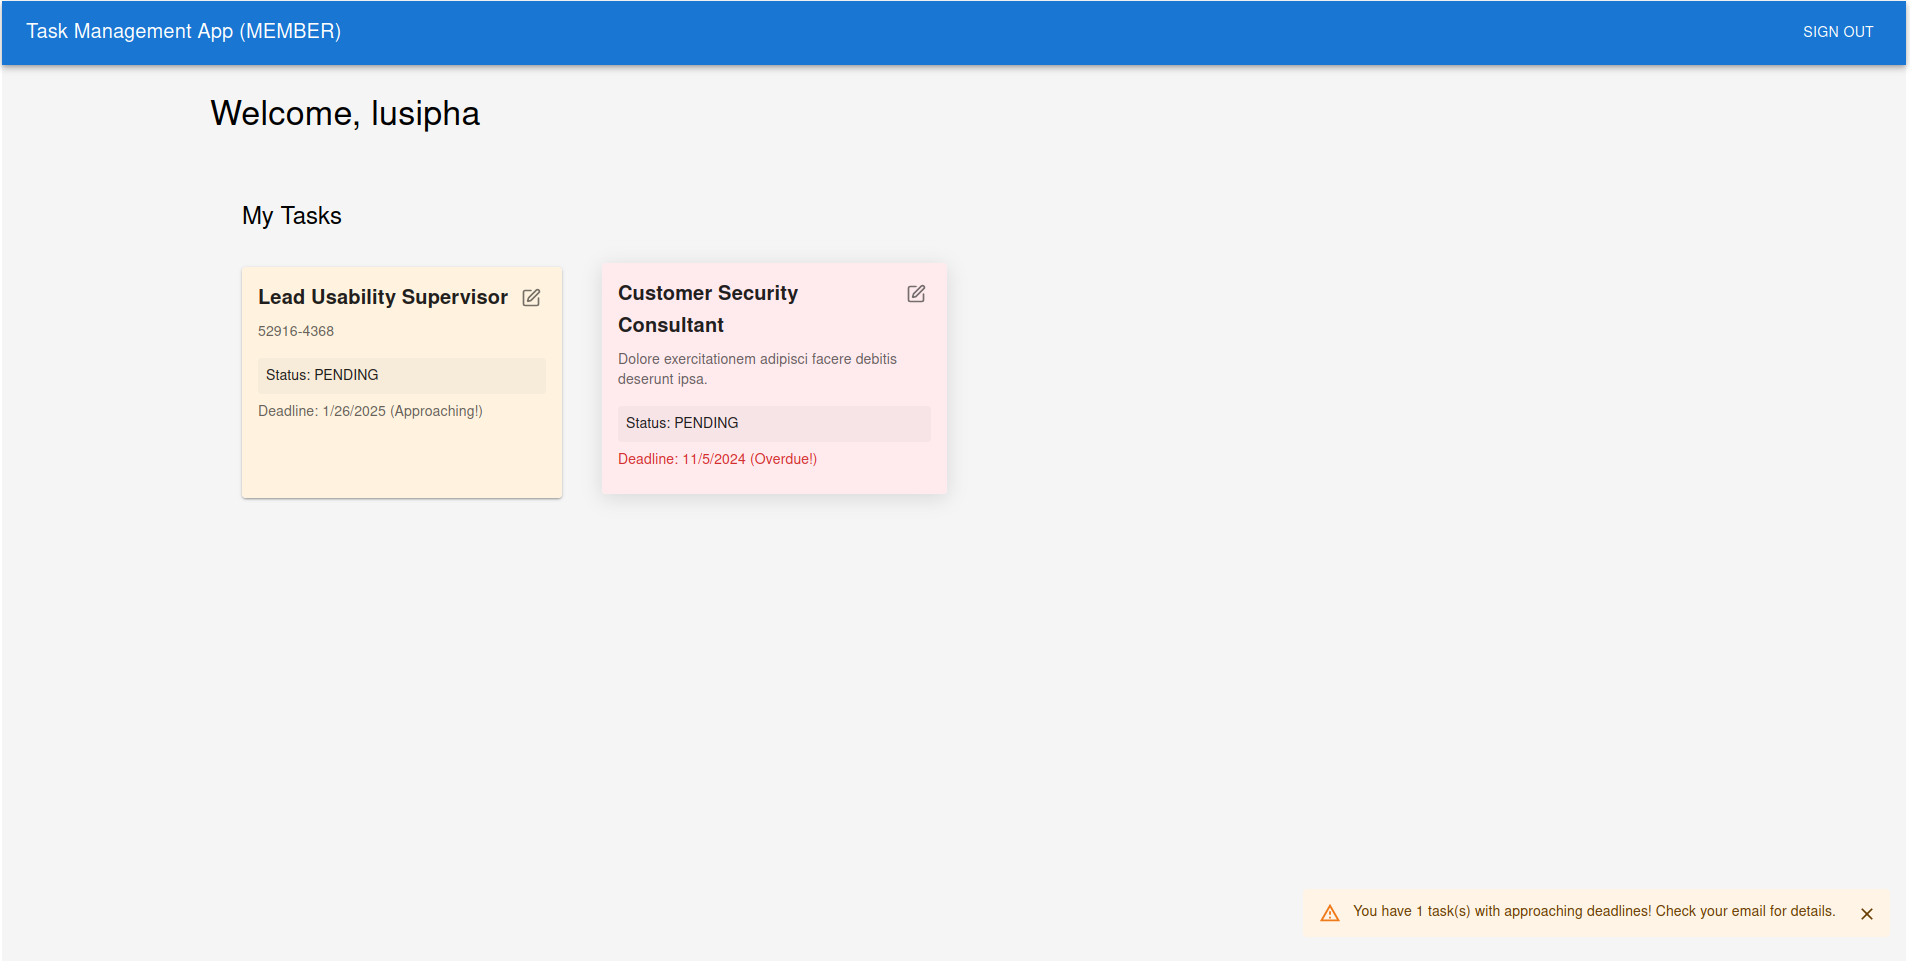 Task Management App (MEMBER)
SIGN OUT
Welcome, lusipha
My Tasks
Lead Usability Supervisor
52916-4368
Status: PENDING
Deadline: 1/26/2025 (Approaching!)
Customer Security
Consultant
Dolore exercitationem adipisci facere debitis
deserunt ipsa.
Status: PENDING
Deadline: 11/5/2024 (Overdue!)
You have 1 task(s) with approaching deadlines! Check your email for details.